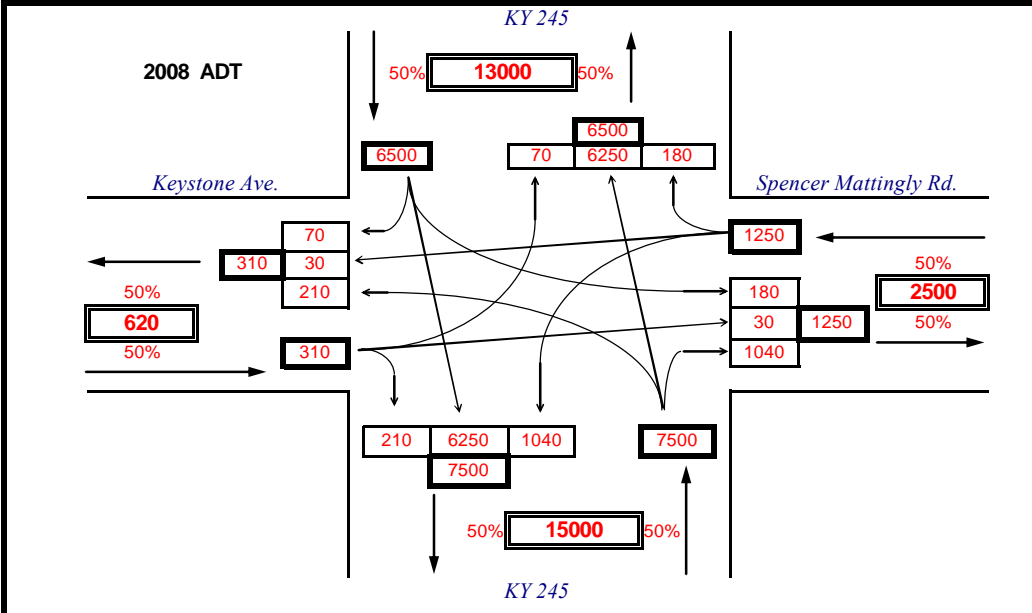 KY 245
2008 ADT
50% 13000 50%
6500
6500 70 6250 180
Keystone Ave. Spencer Mattingly Rd.
70 1250
310 30 50%
50% 210 180 2500
620 30 1250 50%
50% 310 1040
210 6250 1040 7500
7500
50% 15000 50%
KY 245